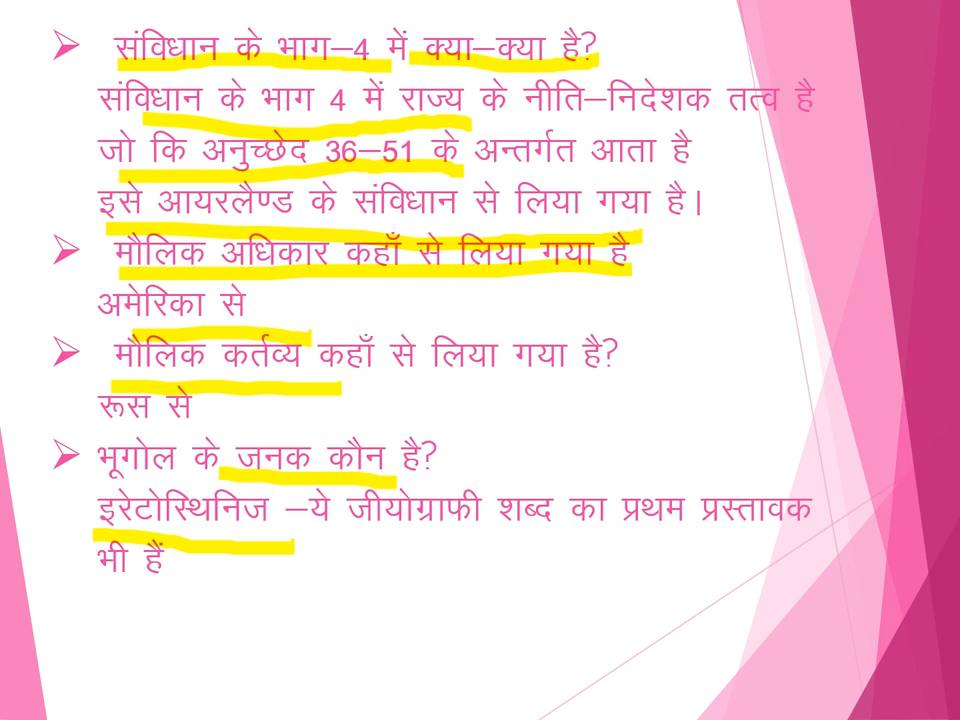 ➢ संविधान के भाग–4 में क्या–क्या है?
संविधान के भाग 4 में राज्य के नीति–निदेशक तत्व है
जो कि अनुच्छेद 36–51 के अन्तर्गत आता है
इसे आयरलैण्ड के संविधान से लिया गया है।
➢ मौलिक अधिकार कहाँ से लिया गया है
अमेरिका से
➢ मौलिक कर्तव्य कहाँ से लिया गया है?
रूस से
➢ भूगोल के जनक कौन है?
इरेटोस्थिनिज –ये जीयोग्राफी शब्द का प्रथम प्रस्तावक
भी हैं